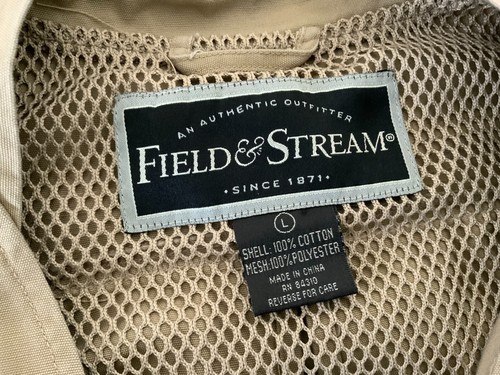 AN AUTHENTIC OUTFITTER
FIELD & STREAM®
• SINCE 1871 •
L
SHELL: 100% COTTON
MESH:100% POLYESTER
MADE IN CHINA
RN 84310
REVERSE FOR CARE